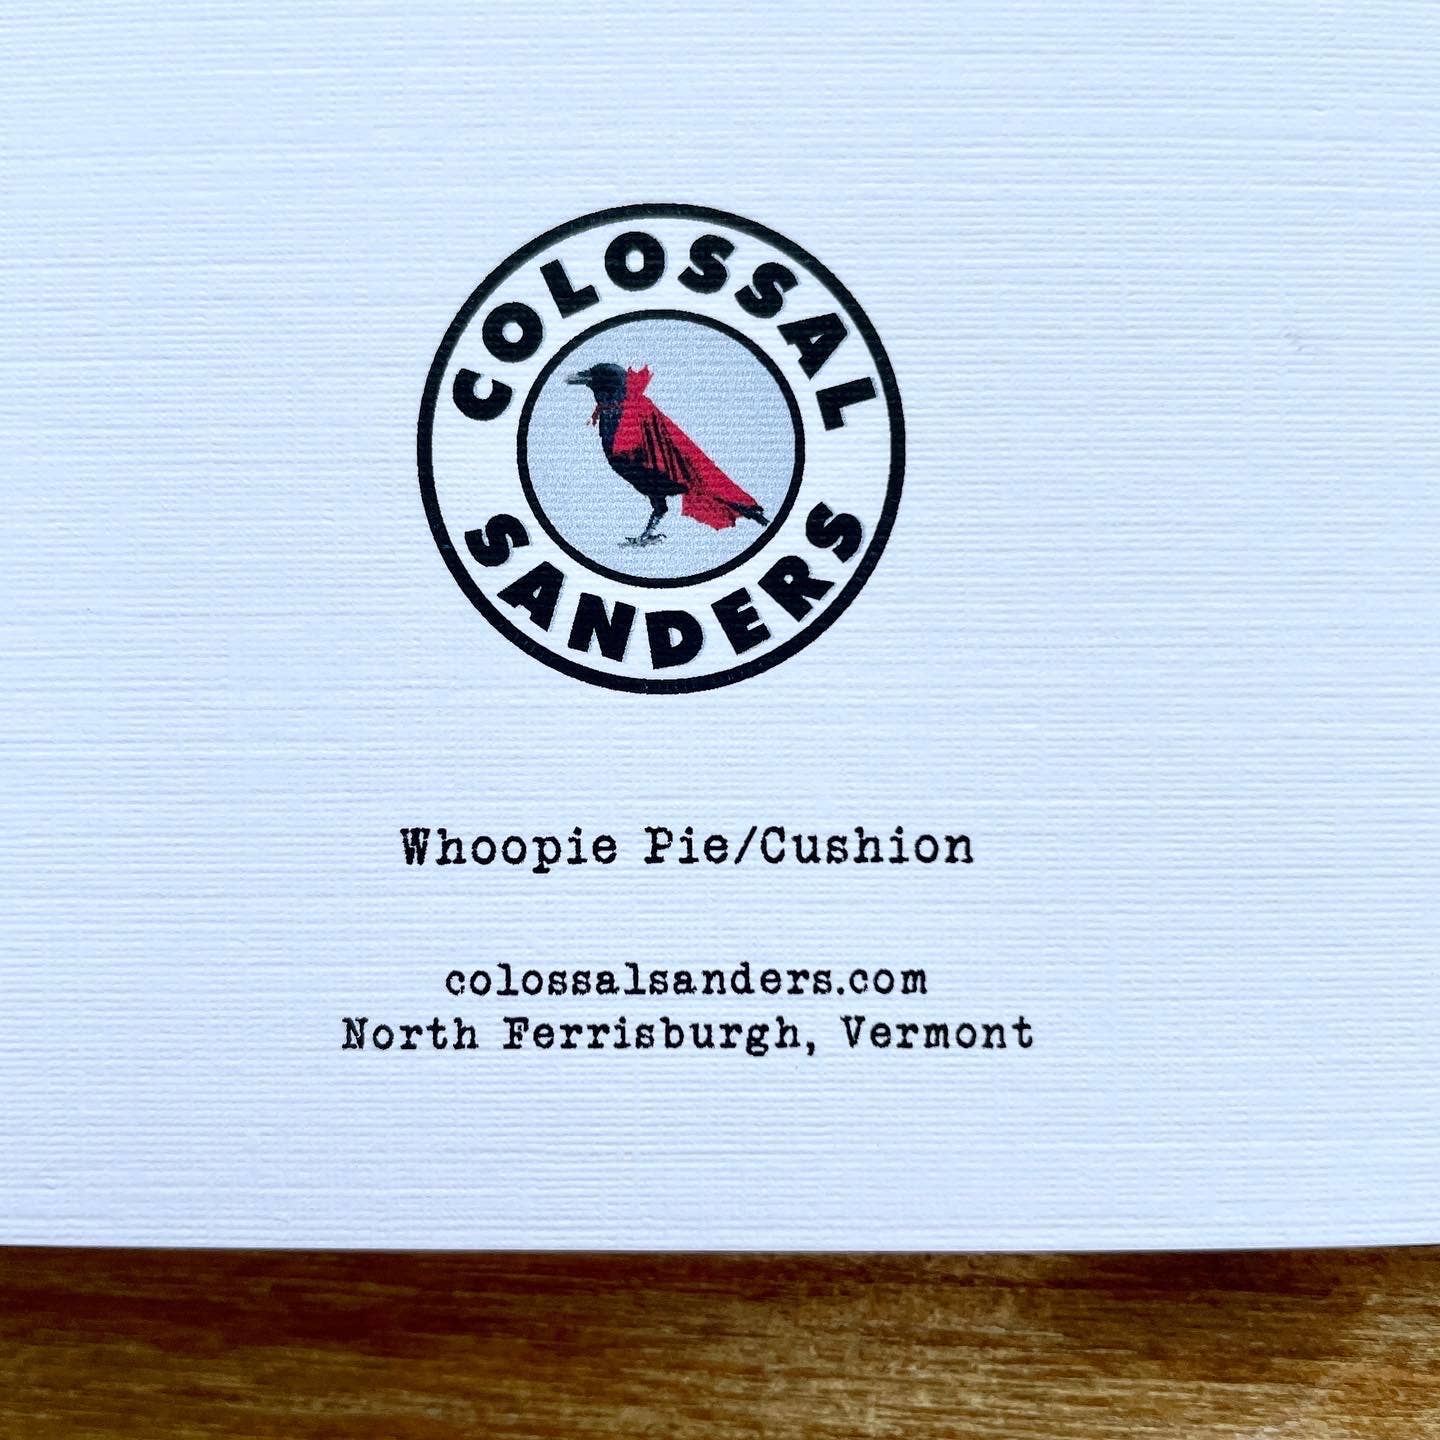 COLOSSAL
SANDERS
Whoopie Pie/Cushion
colossalsanders.com
North Ferrisburgh, Vermont